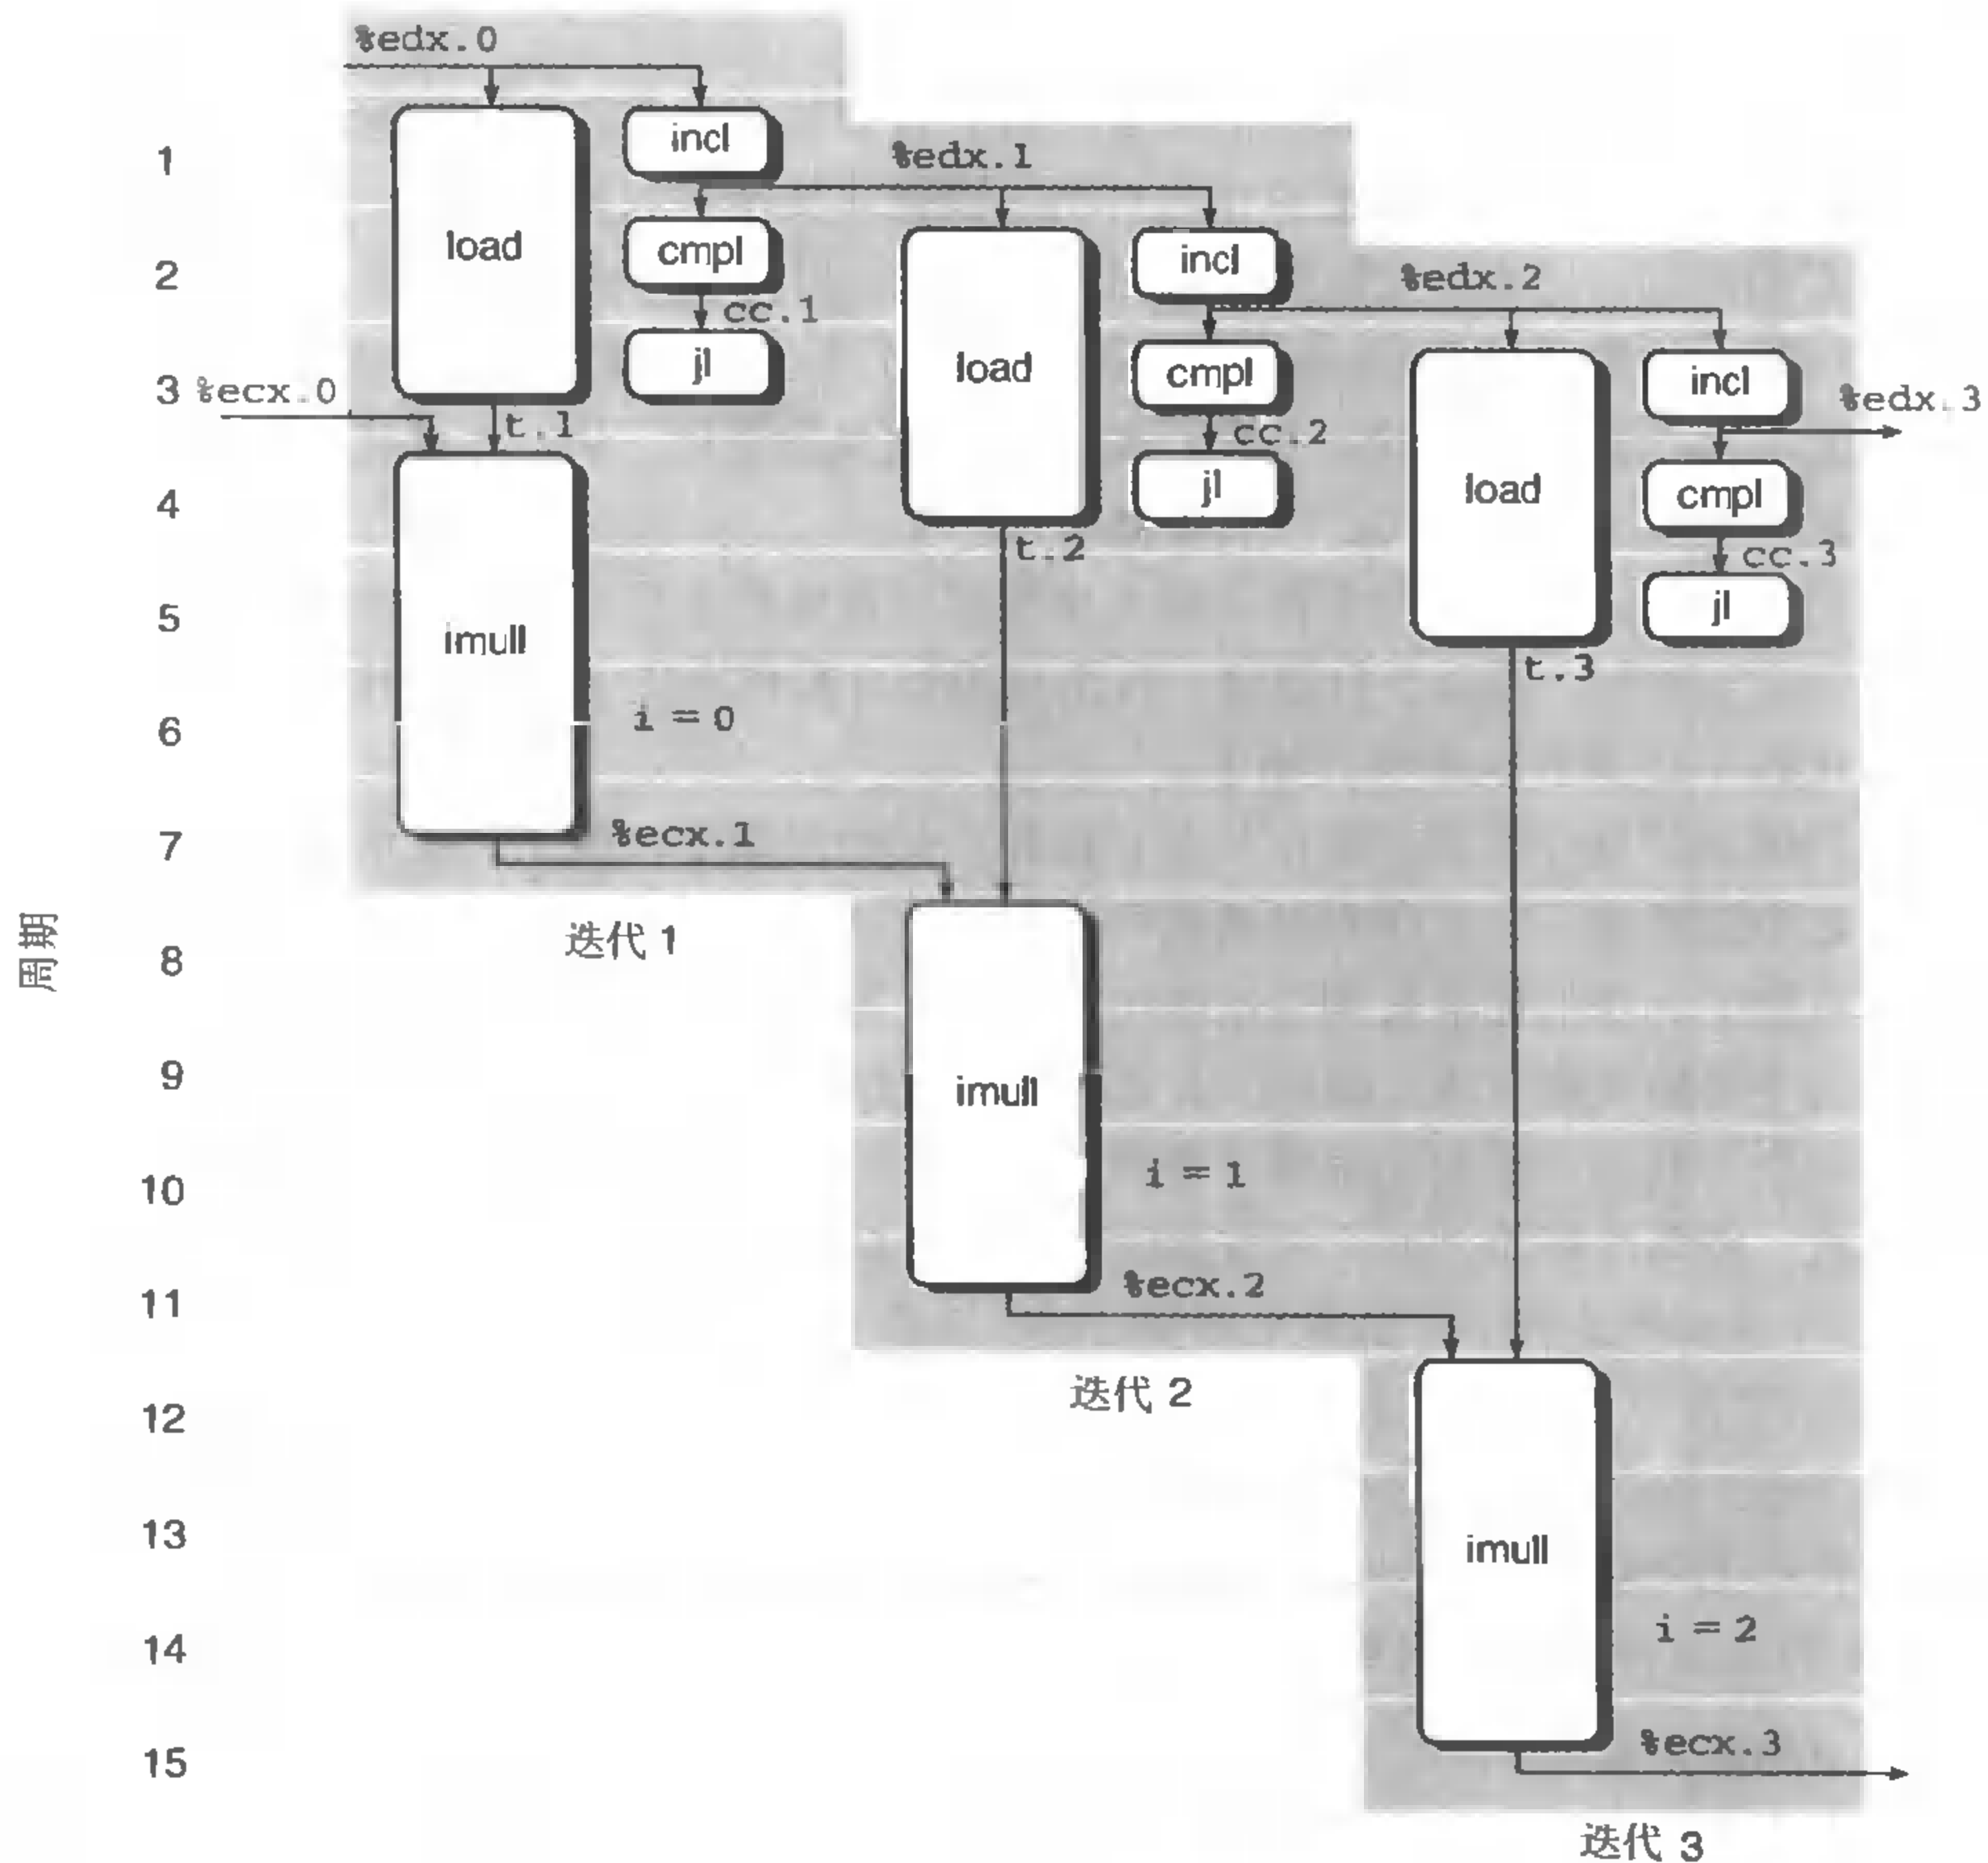 %edx.0
incl
1
%edx.1
load
cmpl
incl
2
%edx.2
cc.1
jl
load
cmpl
incl
3
%ecx.0
%edx.3
t.1
cc.2
jl
load
cmpl
4
t.2
cc.3
jl
5
imull
t.3
6
i = 0
7
%ecx.1
周期
迭代 1
8
9
imull
10
i = 1
11
%ecx.2
迭代 2
12
13
imull
14
i = 2
15
%ecx.3
迭代 3